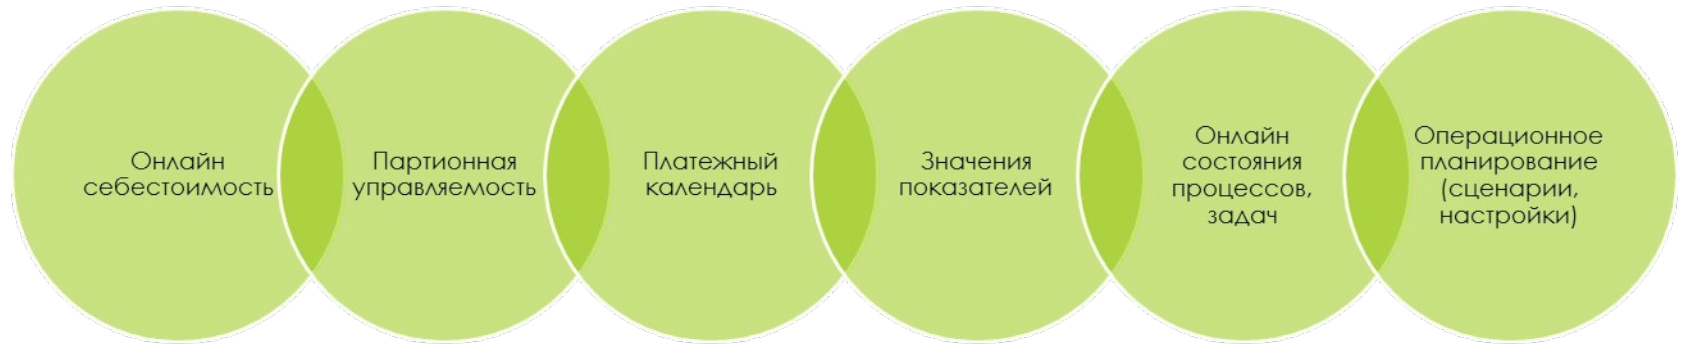 Онлайн
себестоимость
Партионная
управляемость
Платежный
календарь
Значения
показателей
Онлайн
состояния
процессов,
задач
Операционное
планирование
(сценарии,
настройки)